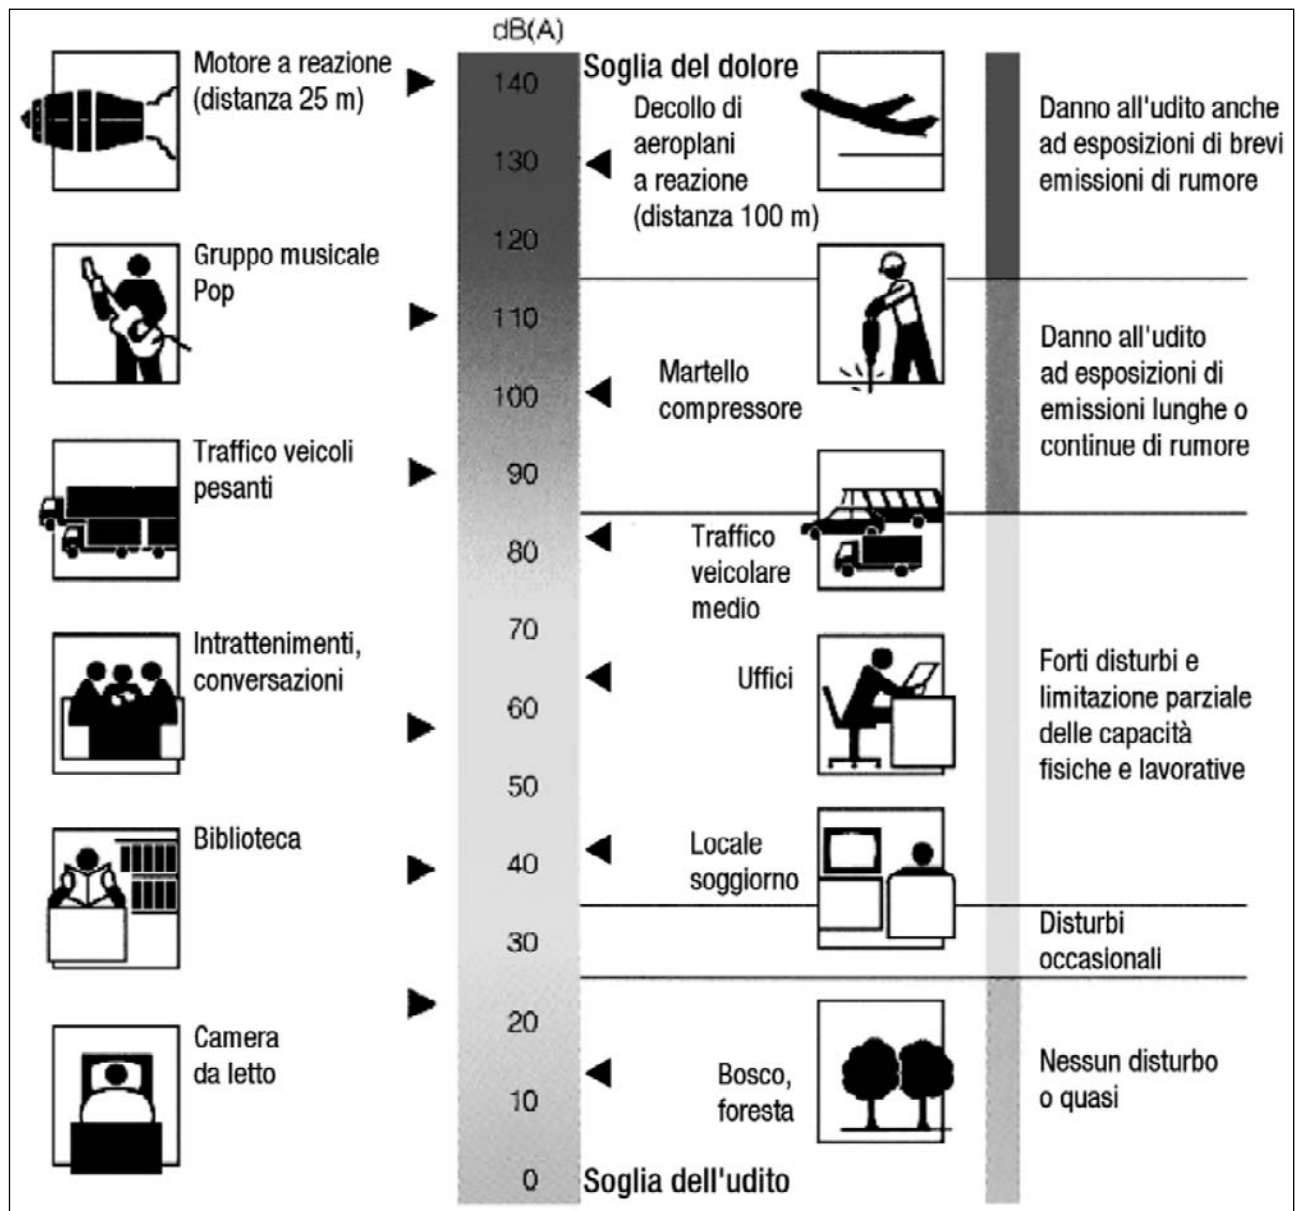 dB(A)
Motore a reazione
(distanza 25 m)
Gruppo musicale
Pop
Traffico veicoli
pesanti
Intrattenimenti,
conversazioni
Biblioteca
Camera
da letto
140
130
120
110
100
90
80
70
60
50
40
30
20
10
0
Soglia del dolore
Decollo di
aeroplani
a reazione
(distanza 100 m)
Martello
compressore
Traffico
veicolare
medio
Uffici
Locale
soggiorno
Bosco,
foresta
Soglia dell'udito
Danno all'udito anche
ad esposizioni di brevi
emissioni di rumore
Danno all'udito
ad esposizioni di
emissioni lunghe o
continue di rumore
Forti disturbi e
limitazione parziale
delle capacità
fisiche e lavorative
Disturbi
occasionali
Nessun disturbo
o quasi